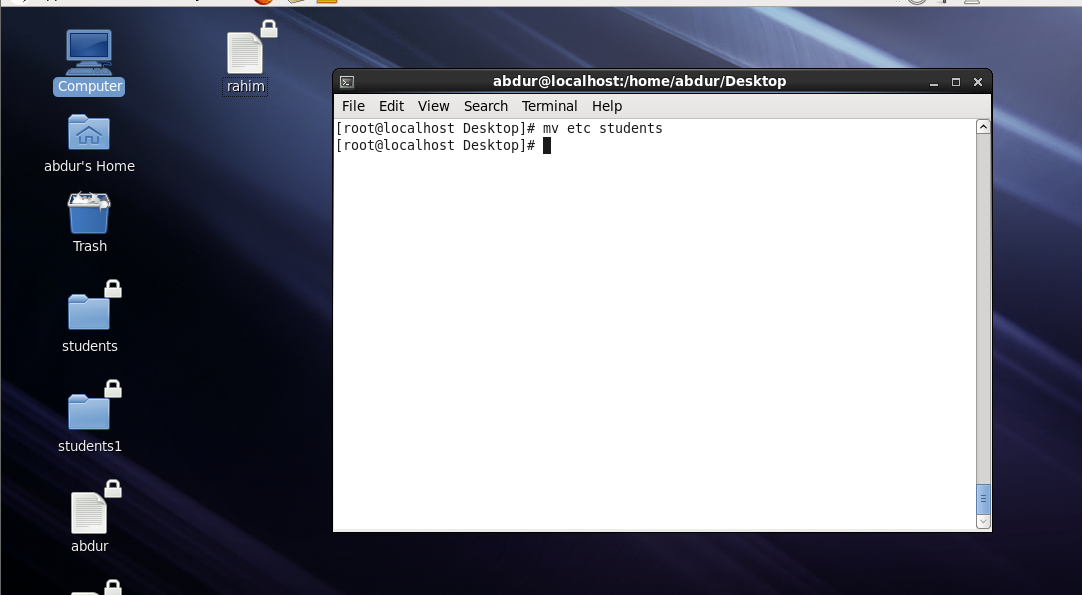 Computer
rahim
abdur's Home
Trash
students
students1
abdur
abdur@localhost:/home/abdur/Desktop
File Edit View Search Terminal Help
[root@localhost Desktop]# mv etc students
[root@localhost Desktop]#